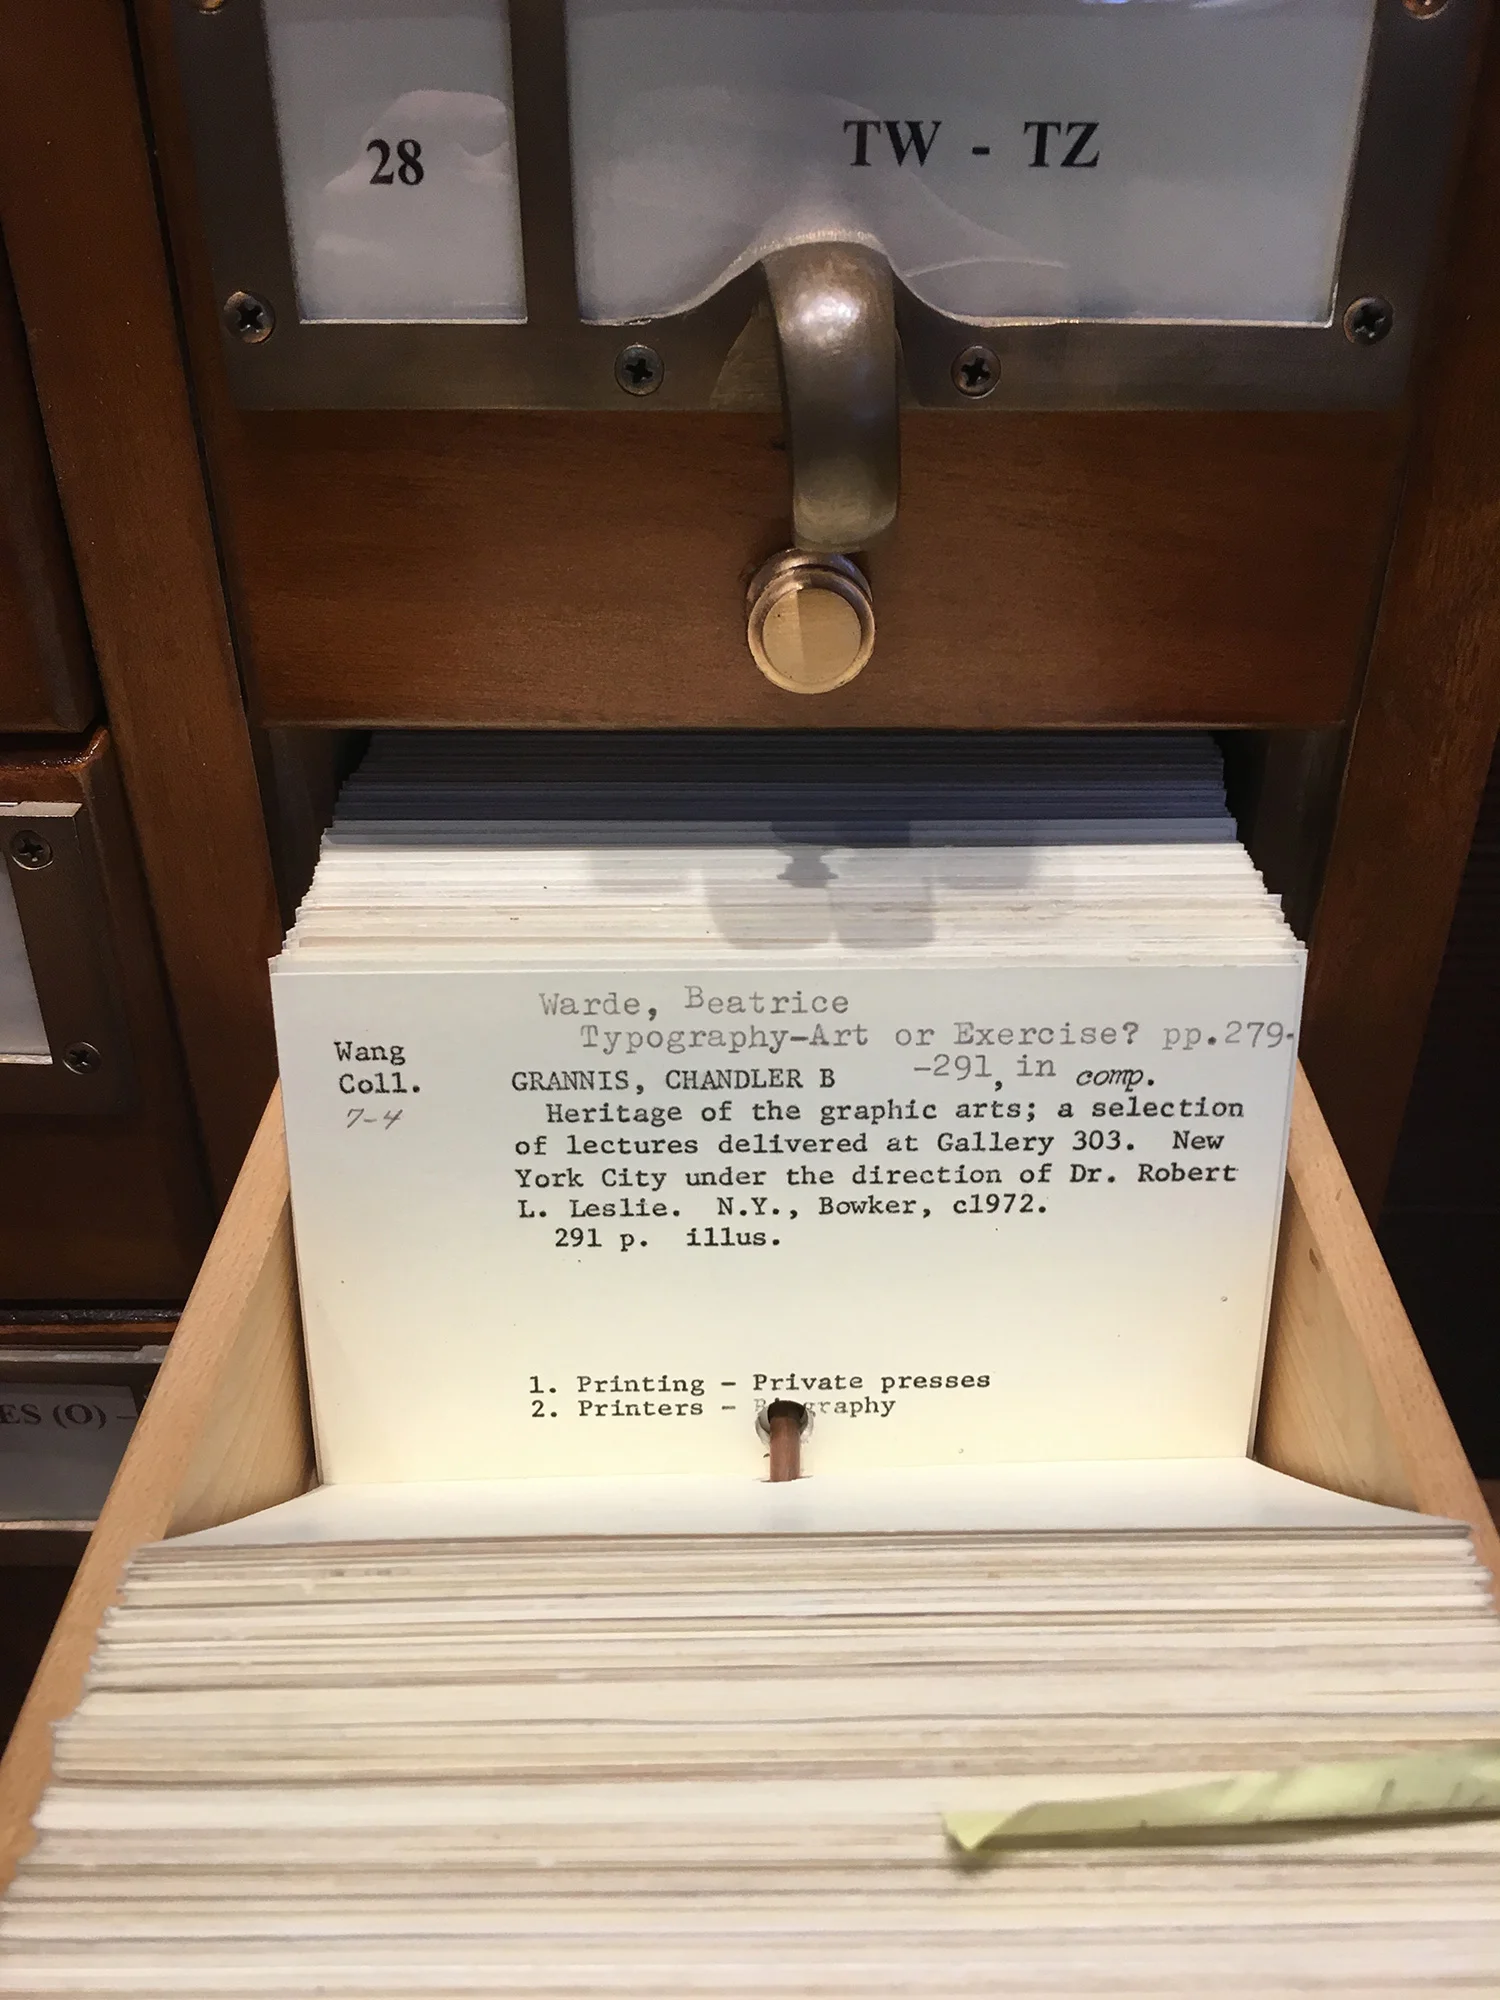 28
TW - TZ
Warde, Beatrice
Typography-Art or Exercise? pp.279-
-291, in
Wang
Coll.
7-4
GRANNIS, CHANDLER B comp.
Heritage of the graphic arts; a selection
of lectures delivered at Gallery 303. New
York City under the direction of Dr. Robert
L. Leslie. N.Y., Bowker, c1972.
291 p. illus.
1. Printing - Private presses
2. Printers - Biography
ES (O) -